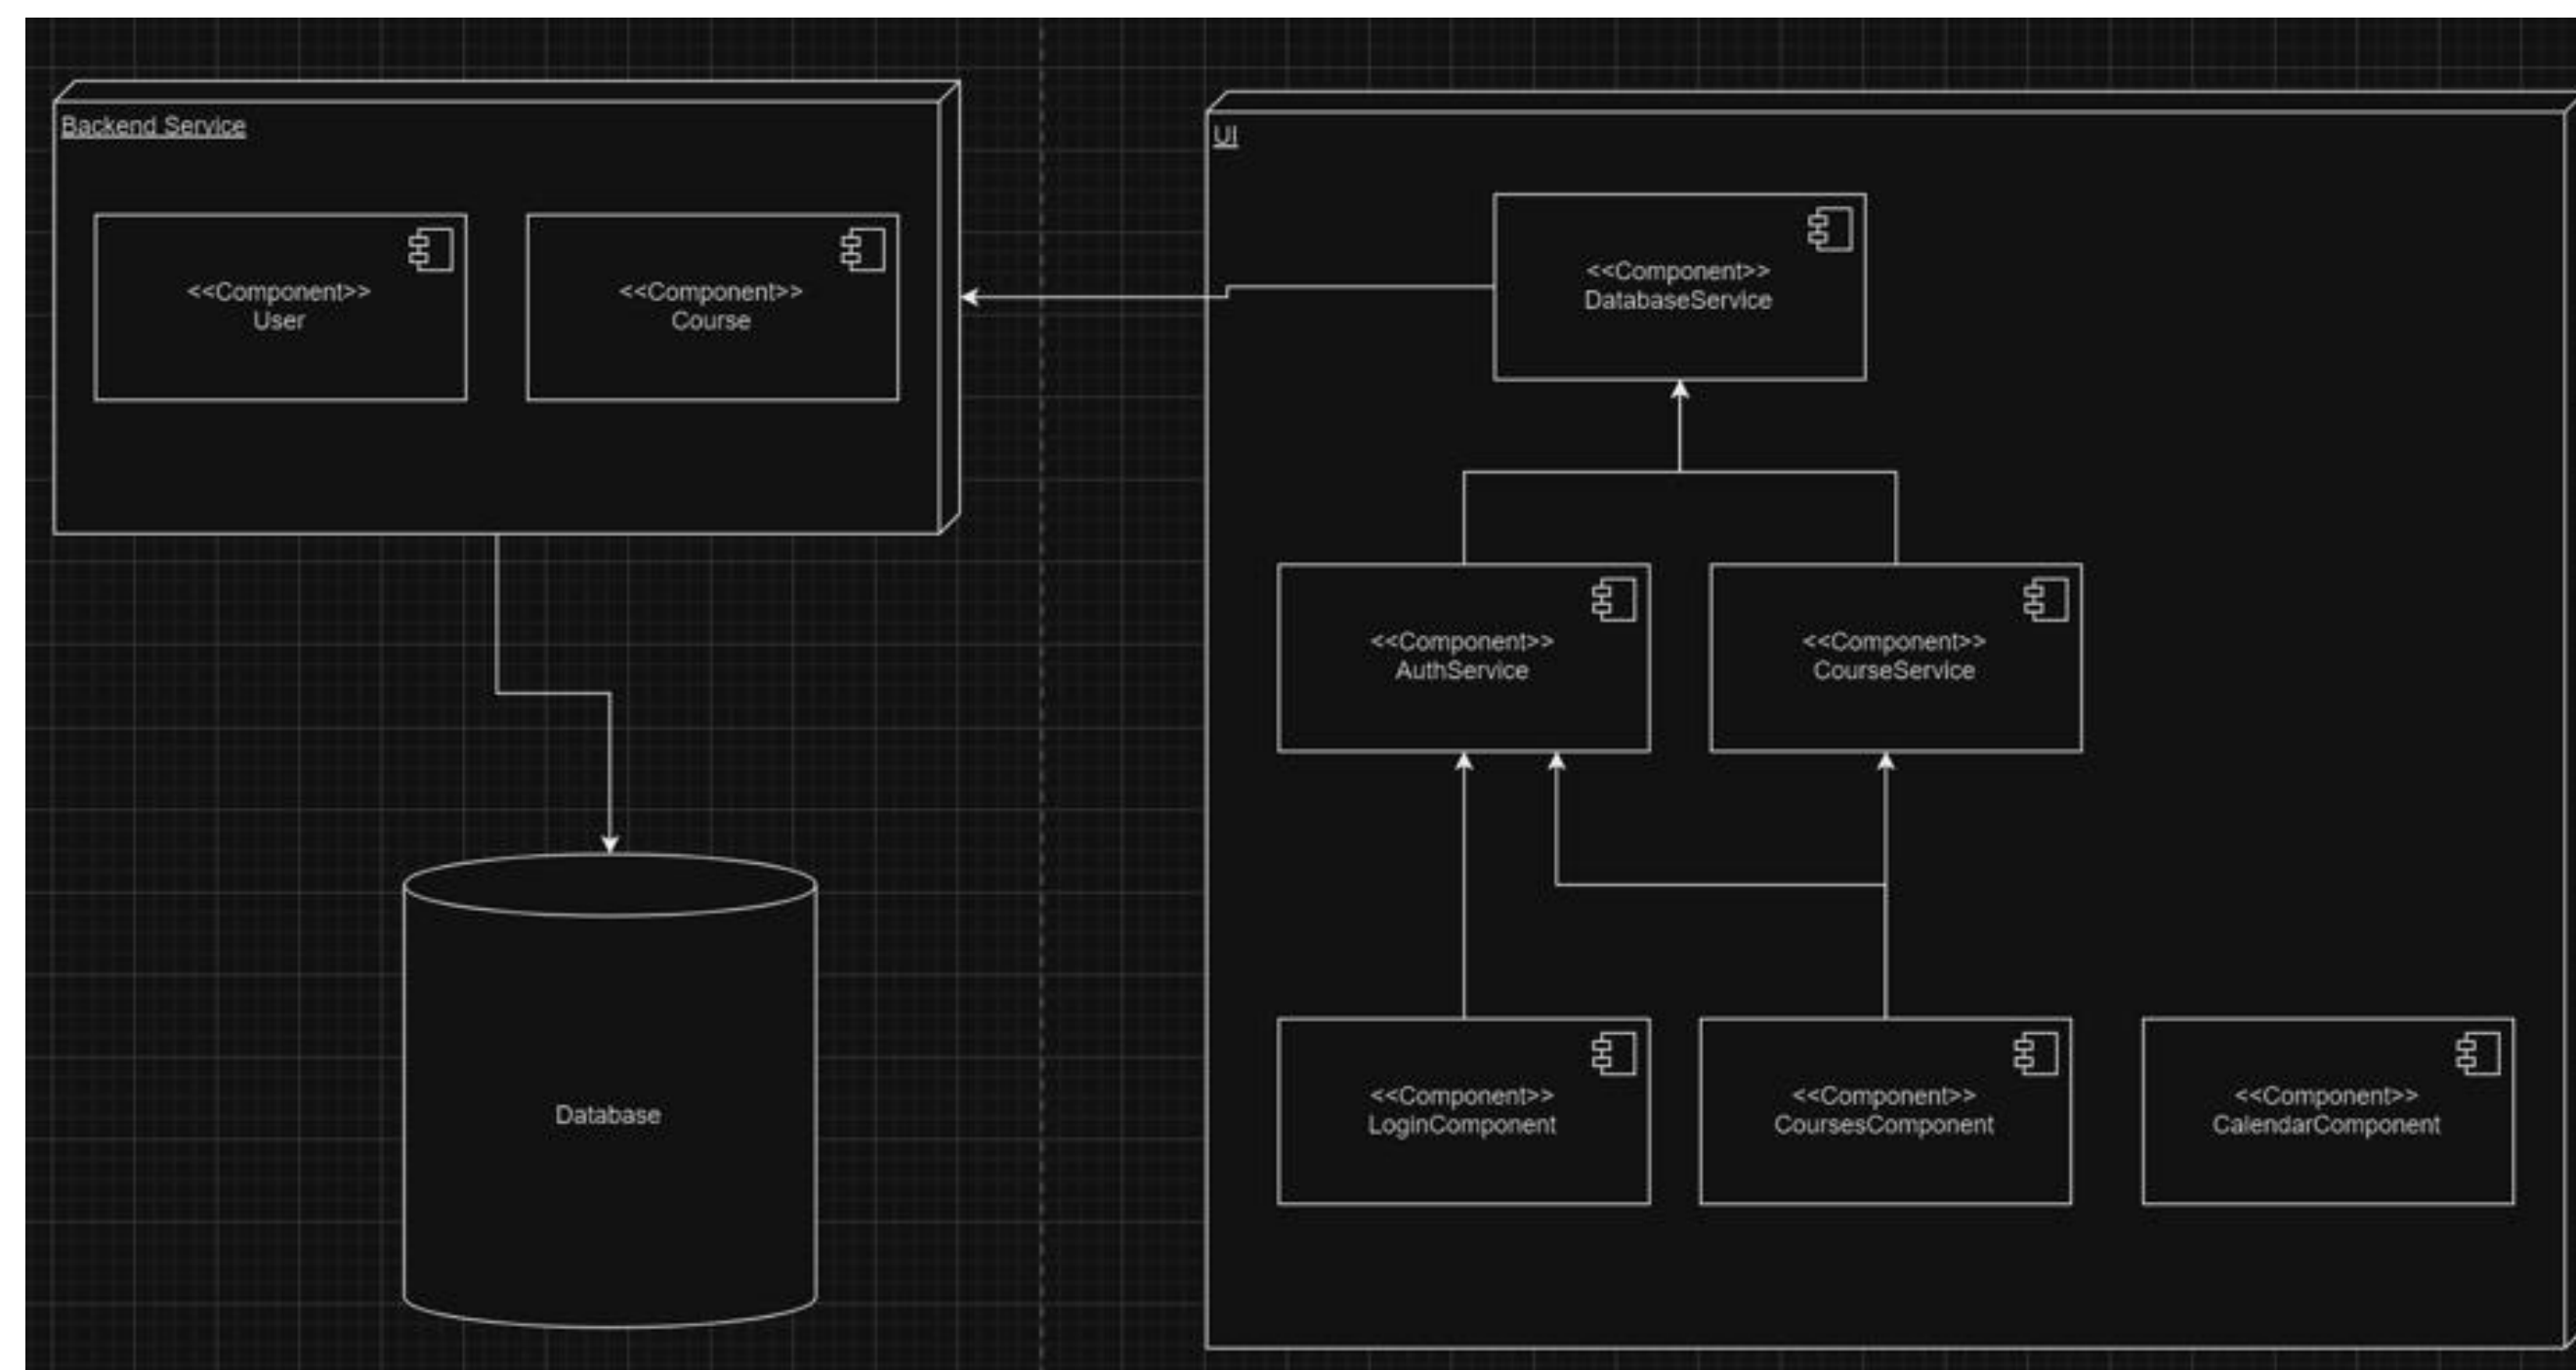 Backend Service
<<Component>>
User
<<Component>>
Course
Database
UI
<<Component>>
DatabaseService
<<Component>>
AuthService
<<Component>>
CourseService
<<Component>>
LoginComponent
<<Component>>
CoursesComponent
<<Component>>
CalendarComponent